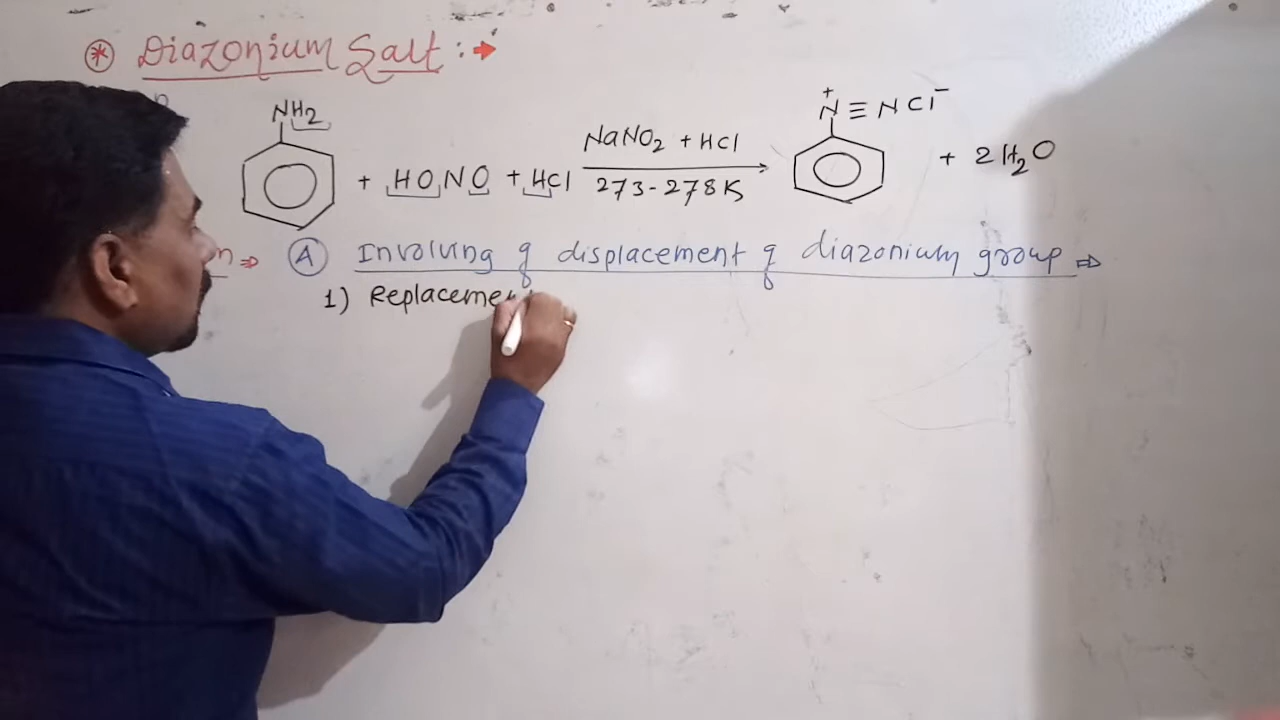 * Diazonium Salt :→
NH2
+ HONO + HCl
NaNO2 + HCl
273-278K
+
N≡NCl⁻
+ 2H2O
n ⇒ A Involving of displacement of diazonium group ⇒
1) Replacemen